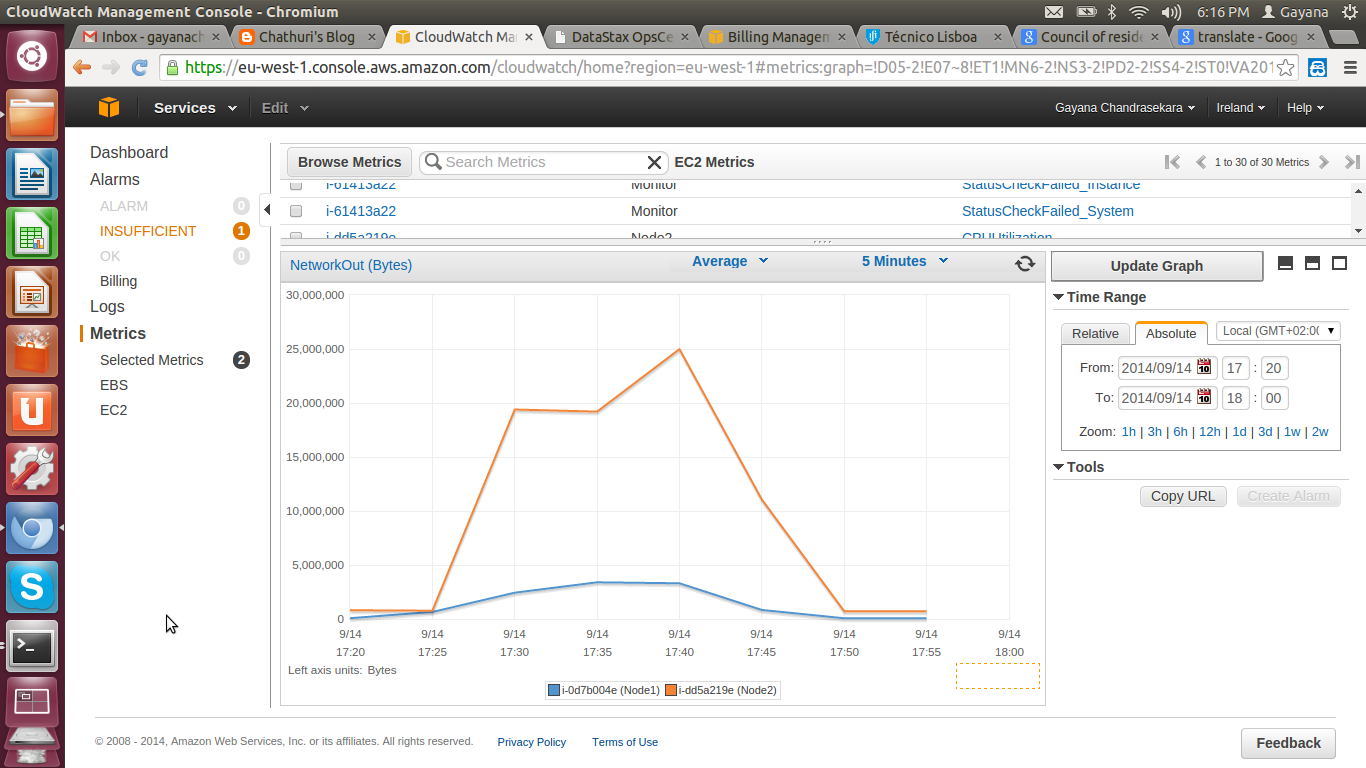 CloudWatch Management Console - Chromium
6:16 PM Gayana
Inbox - gayanach
Chathuri's Blog
CloudWatch Ma
DataStax OpsCe
Billing Managem
Técnico Lisboa
Council of reside
translate - Goog
https://eu-west-1.console.aws.amazon.com/cloudwatch/home?region=eu-west-1#metrics:graph=!D05-2!E07~8!ET1!MN6-2!NS3-2!PD2-2!SS4-2!ST0!VA201
Services Edit Gayana Chandrasekara Ireland Help
Dashboard
Alarms
ALARM 0
INSUFFICIENT 1
OK 0
Billing
Logs
Metrics
Selected Metrics 2
EBS
EC2
Browse Metrics Search Metrics EC2 Metrics 1 to 30 of 30 Metrics
i-61413a22 Monitor StatusCheckFailed_Instance
i-61413a22 Monitor StatusCheckFailed_System
i-dd5a219e Node2 CPUUtilization
NetworkOut (Bytes) Average 5 Minutes
30,000,000
25,000,000
20,000,000
15,000,000
10,000,000
5,000,000
0
9/14 9/14 9/14 9/14 9/14 9/14 9/14 9/14 9/14
17:20 17:25 17:30 17:35 17:40 17:45 17:50 17:55 18:00
Left axis units: Bytes
i-0d7b004e (Node1) i-dd5a219e (Node2)
Update Graph
Time Range
Relative Absolute Local (GMT+02:00
From: 2014/09/14 10 17 : 20
To: 2014/09/14 10 18 : 00
Zoom: 1h | 3h | 6h | 12h | 1d | 3d | 1w | 2w
Tools
Copy URL Create Alarm
© 2008 - 2014, Amazon Web Services, Inc. or its affiliates. All rights reserved. Privacy Policy Terms of Use
Feedback